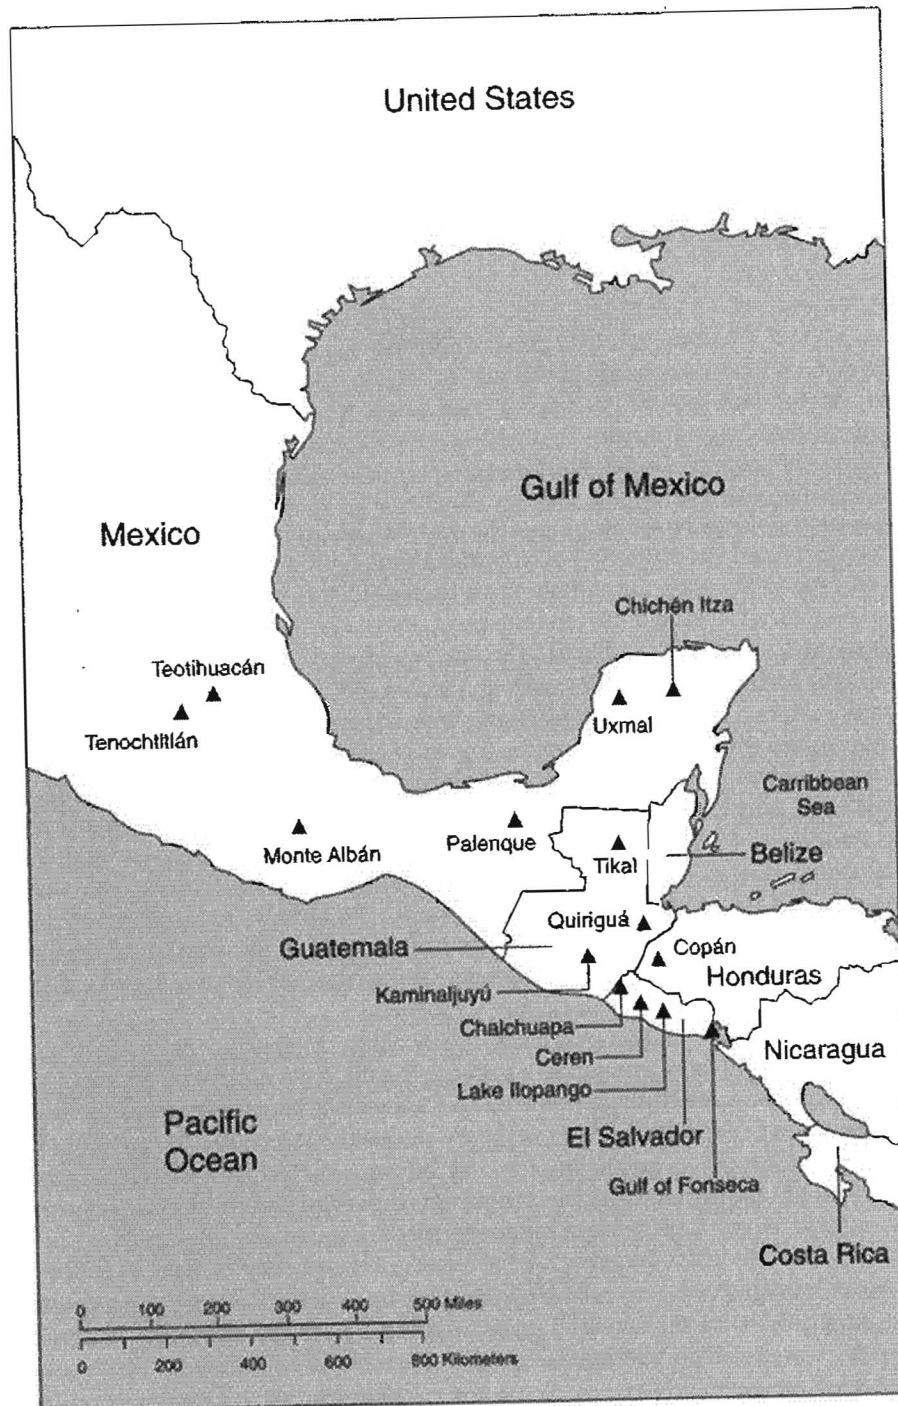 United States
Gulf of Mexico
Mexico
Chichén Itza
Teotihuacán
Uxmal
Tenochtitlán
Carribbean
Sea
Monte Albán
Palenque
Tikal
Belize
Quiriguá
Guatemala
Copán
Honduras
Kaminaljuyú
Chalchuapa
Ceren
Nicaragua
Lake Ilopango
Pacific
Ocean
El Salvador
Gulf of Fonseca
Costa Rica
0 100 200 300 400 500 Miles
0 200 400 600 800 Kilometers